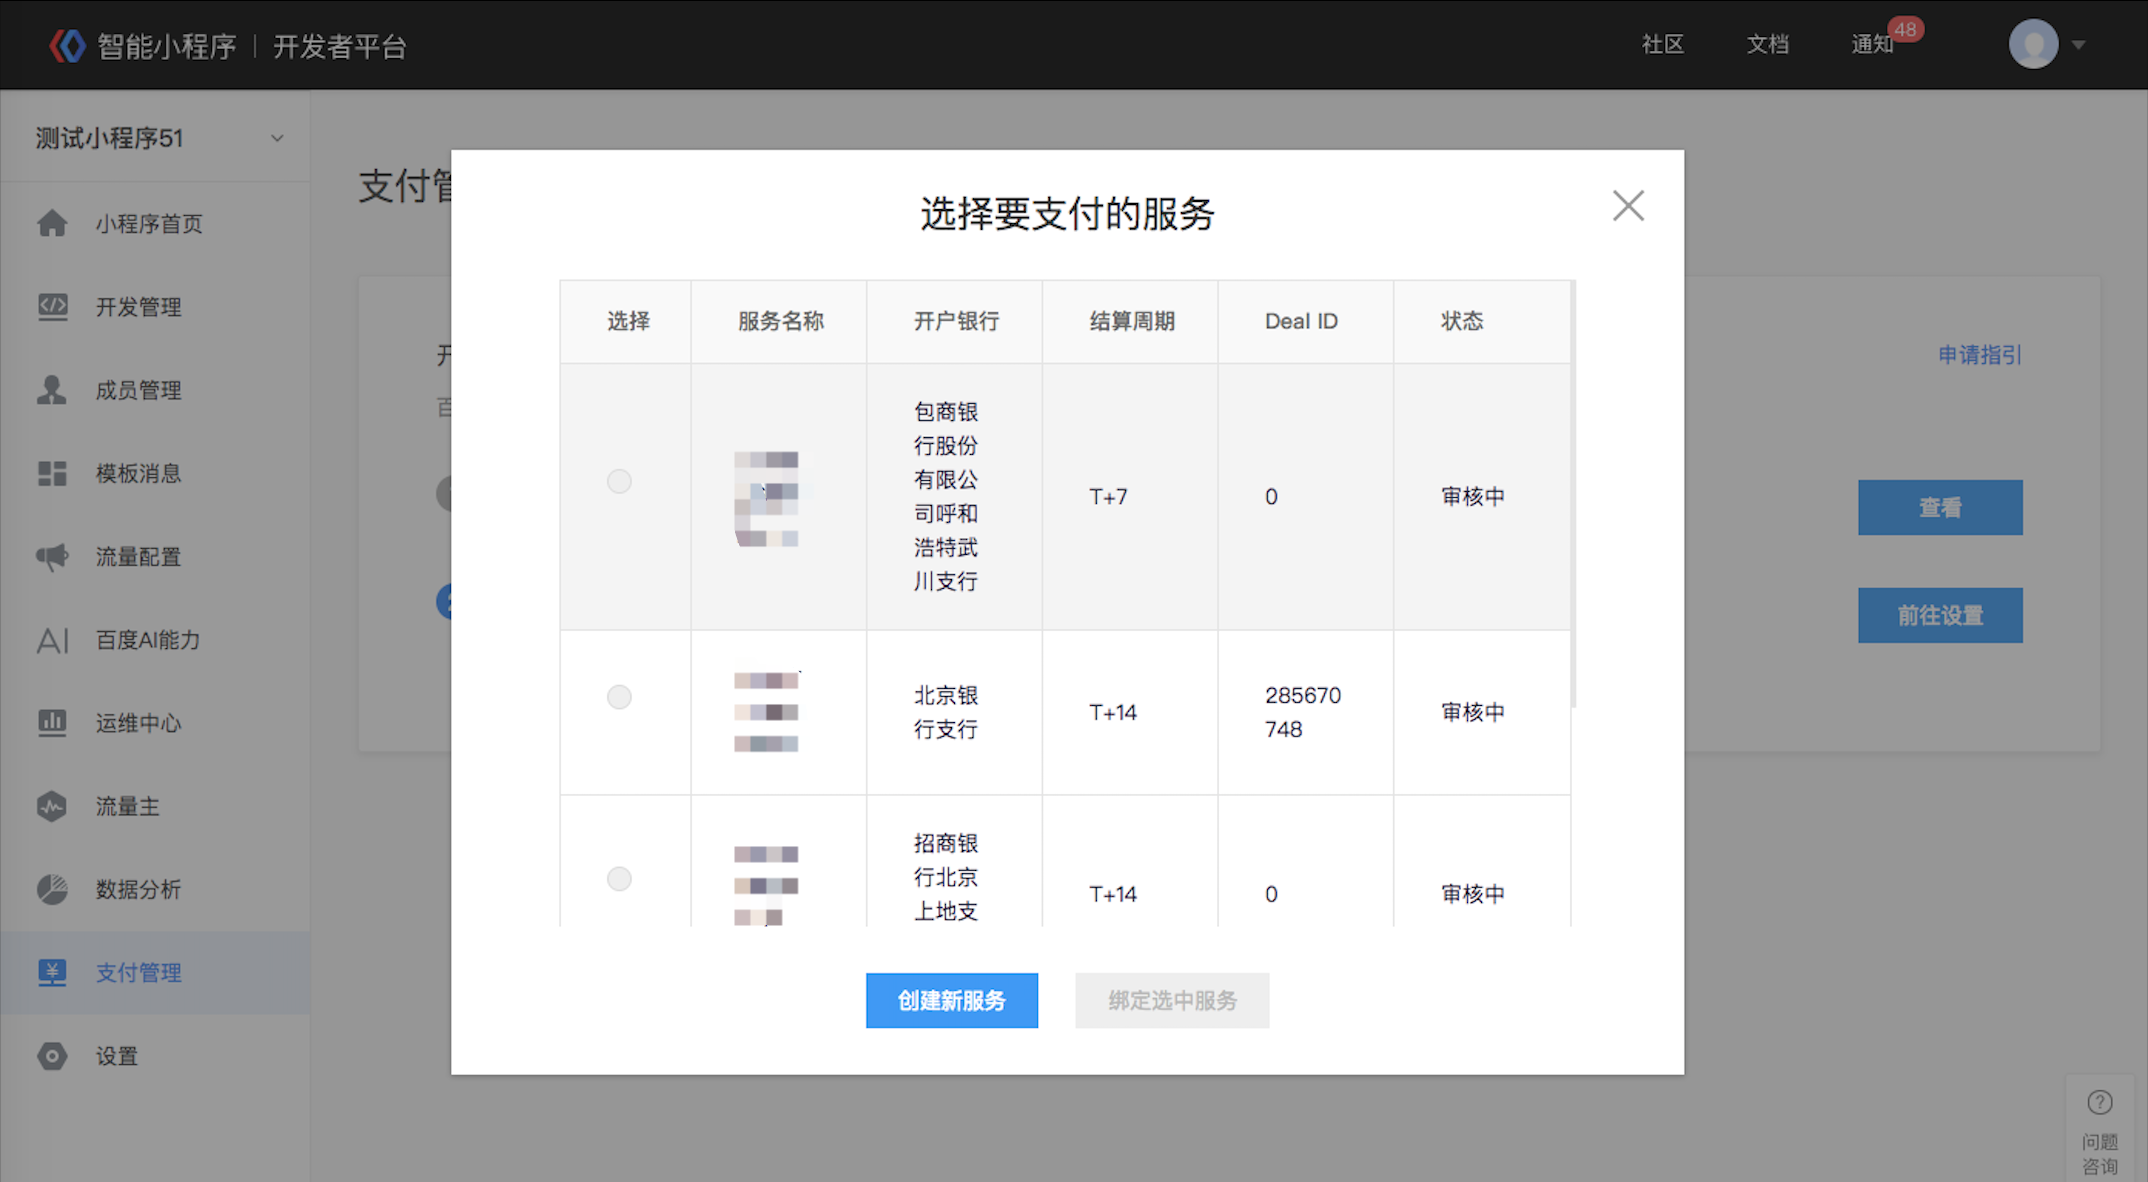 智能小程序 | 开发者平台
社区
文档
通知
48
测试小程序51
小程序首页
开发管理
成员管理
模板消息
流量配置
AI
百度AI能力
运维中心
流量主
数据分析
支付管理
设置
支付管
申请指引
查看
前往设置
选择要支付的服务
选择 服务名称 开户银行 结算周期 Deal ID 状态
包商银
行股份
有限公
司呼和
浩特武
川支行
T+7
0
审核中
北京银
行支行
T+14
285670
748
审核中
招商银
行北京
上地支
T+14
0
审核中
创建新服务
绑定选中服务
问题
咨询